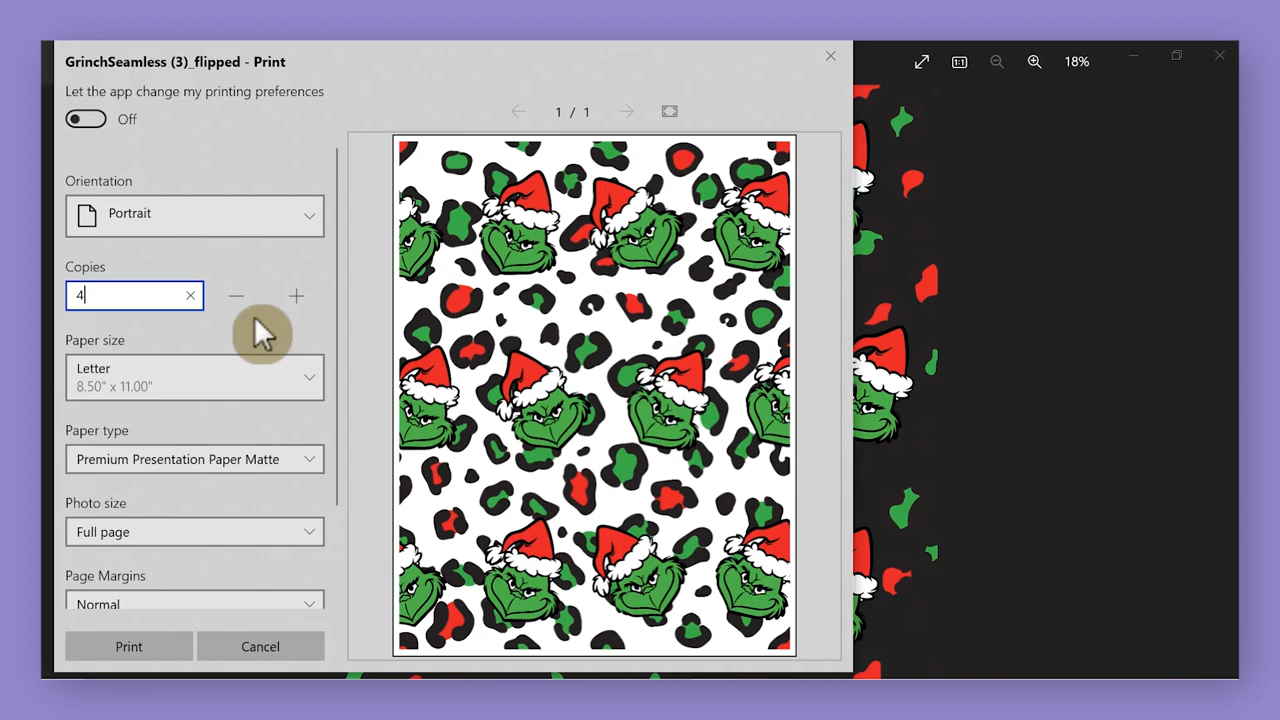 GrinchSeamless (3)_flipped - Print
Let the app change my printing preferences
Off
1 / 1
1:1
18%
Orientation
Portrait
Copies
4
Paper size
Letter
8.50" x 11.00"
Paper type
Premium Presentation Paper Matte
Photo size
Full page
Page Margins
Normal
Print
Cancel